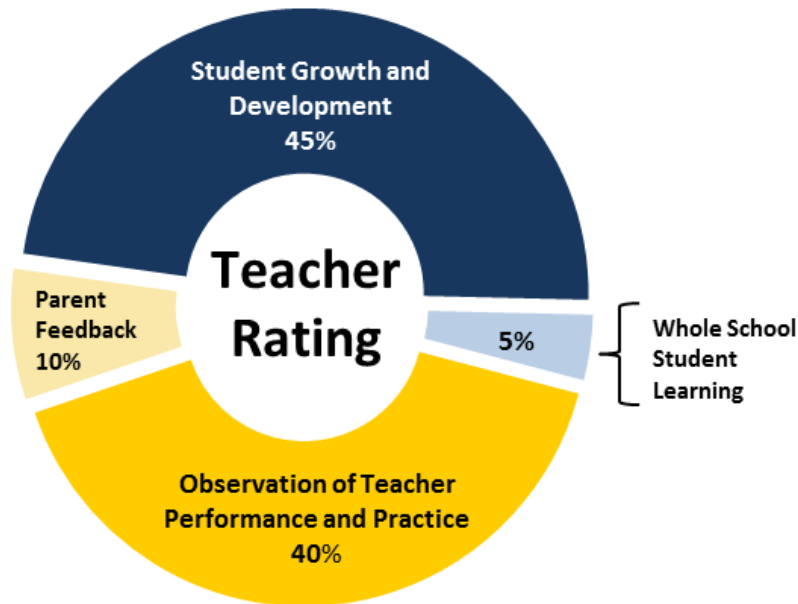 Student Growth and
Development
45%
Teacher
Rating
Parent
Feedback
10%
5%
Whole School
Student
Learning
Observation of Teacher
Performance and Practice
40%